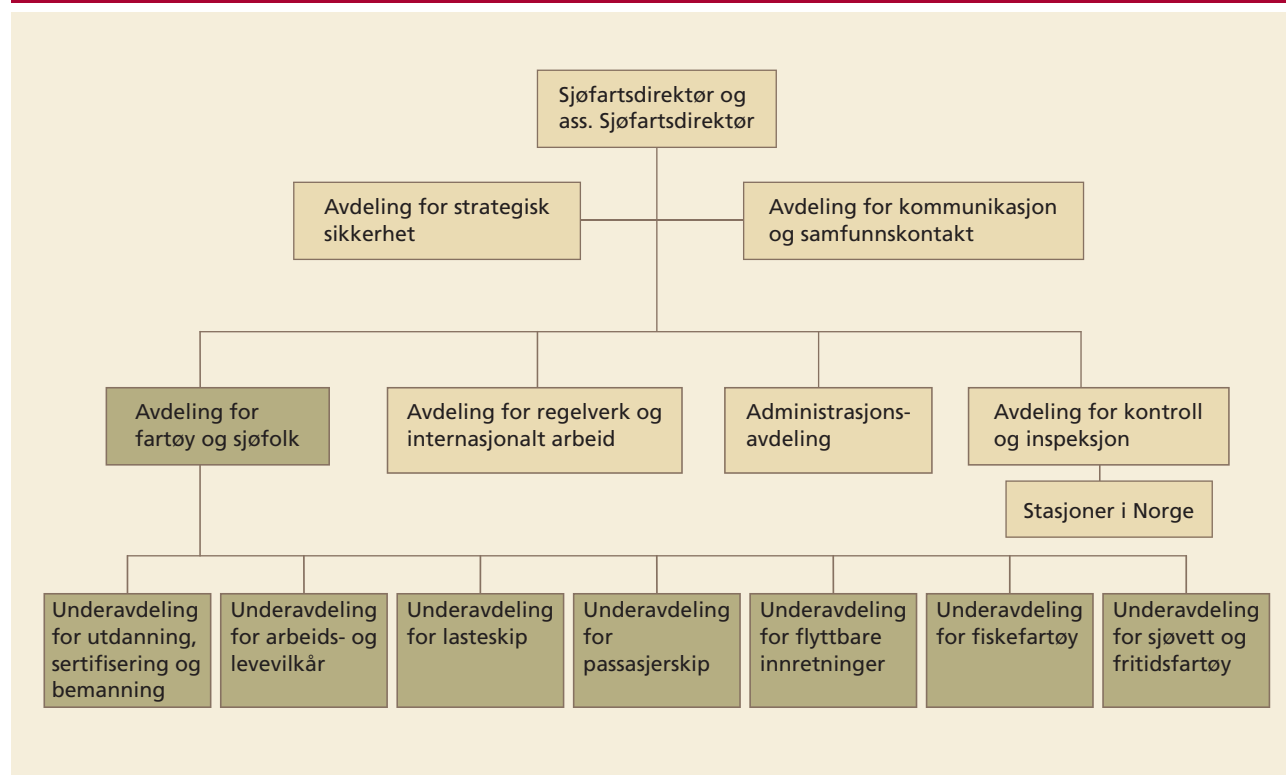 Sjøfartsdirektør og
ass. Sjøfartsdirektør
Avdeling for strategisk
sikkerhet
Avdeling for kommunikasjon
og samfunnskontakt
Avdeling for
fartøy og sjøfolk
Avdeling for regelverk og
internasjonalt arbeid
Administrasjons-
avdeling
Avdeling for kontroll
og inspeksjon
Stasjoner i Norge
Underavdeling
for utdanning,
sertifisering og
bemanning
Underavdeling
for arbeids- og
levevilkår
Underavdeling
for lasteskip
Underavdeling
for
passasjerskip
Underavdeling
for flyttbare
innretninger
Underavdeling
for fiskefartøy
Underavdeling
for sjøvett og
fritidsfartøy